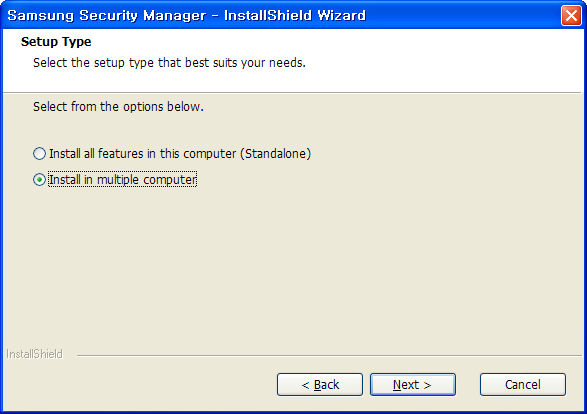 Samsung Security Manager - InstallShield Wizard
Setup Type
Select the setup type that best suits your needs.
Select from the options below.
Install all features in this computer (Standalone)
Install in multiple computer
InstallShield
< Back
Next >
Cancel